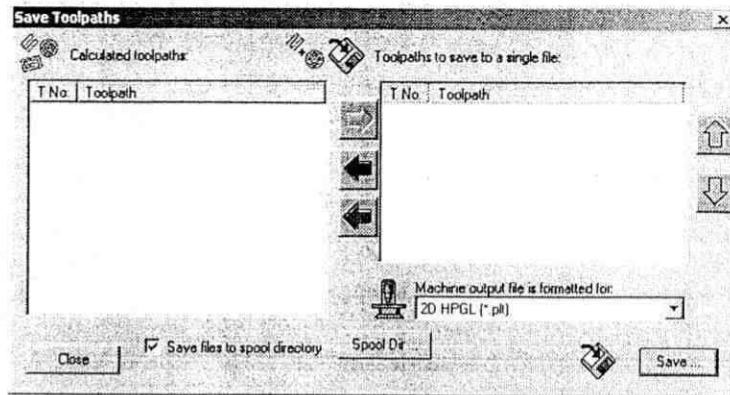 Save Toolpaths
Calculated toolpaths:
Toolpaths to save to a single file:
T No. Toolpath
T No. Toolpath
Machine output file is formatted for:
2D HPGL (*.plt)
Save files to spool directory
Spool Dir...
Close
Save ...